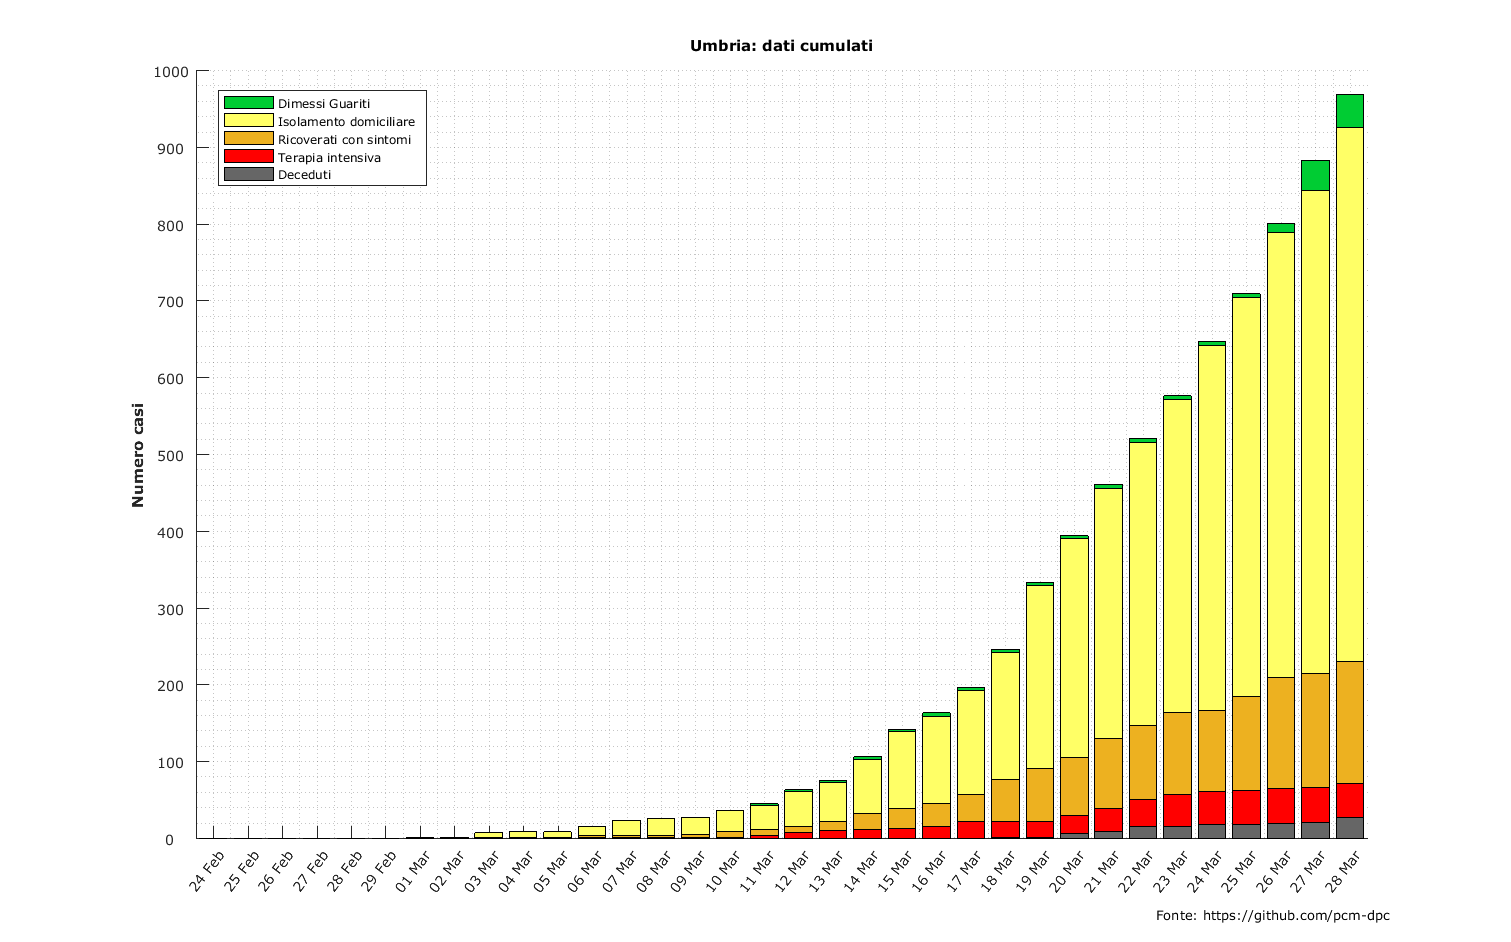 Umbria: dati cumulati
1000
900
800
700
600
500
400
300
200
100
0
Numero casi
Dimessi Guariti
Isolamento domiciliare
Ricoverati con sintomi
Terapia intensiva
Deceduti
24 Feb
25 Feb
26 Feb
27 Feb
28 Feb
29 Feb
01 Mar
02 Mar
03 Mar
04 Mar
05 Mar
06 Mar
07 Mar
08 Mar
09 Mar
10 Mar
11 Mar
12 Mar
13 Mar
14 Mar
15 Mar
16 Mar
17 Mar
18 Mar
19 Mar
20 Mar
21 Mar
22 Mar
23 Mar
24 Mar
25 Mar
26 Mar
27 Mar
28 Mar
Fonte: https://github.com/pcm-dpc